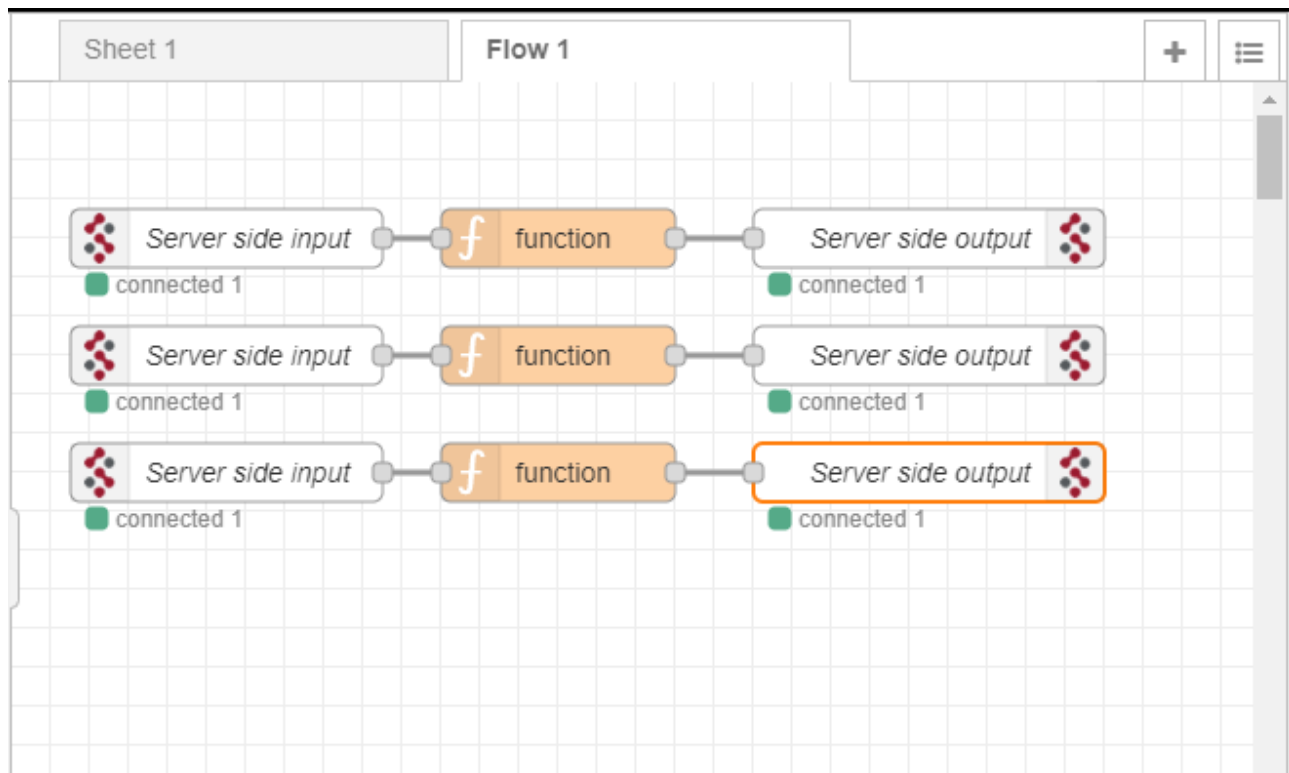 Sheet 1
Flow 1
+
Server side input
f function
Server side output
connected 1
connected 1
Server side input
f function
Server side output
connected 1
connected 1
Server side input
f function
Server side output
connected 1
connected 1